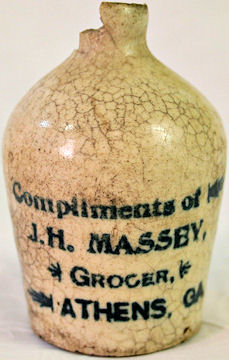 Compliments of
J.H. MASSEY,
GROCER,
ATHENS, GA